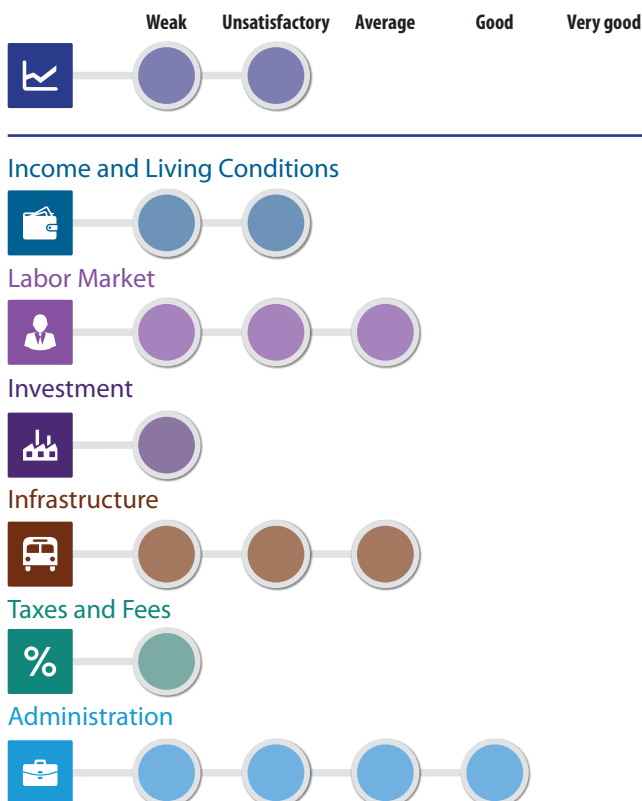 Weak Unsatisfactory Average Good Very good
Income and Living Conditions
Labor Market
Investment
Infrastructure
Taxes and Fees
%
Administration